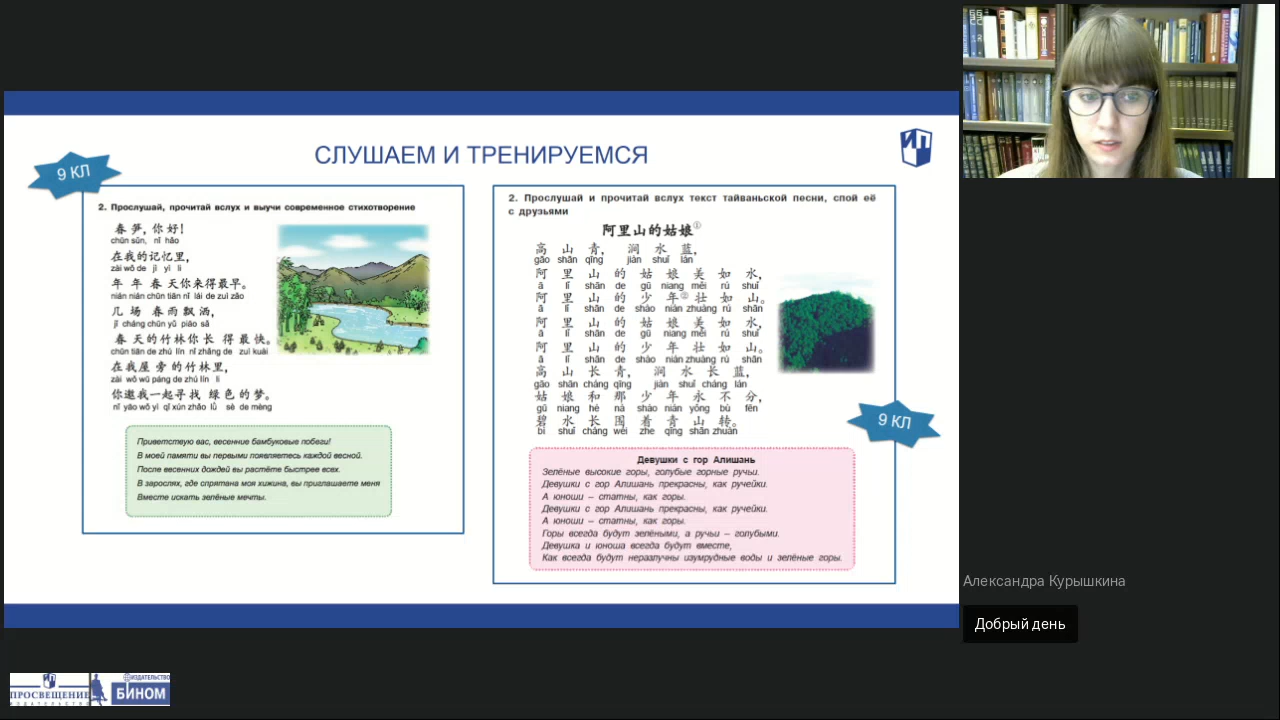 СЛУШАЕМ И ТРЕНИРУЕМСЯ
9 КЛ
2. Прослушай, прочитай вслух и выучи современное стихотворение
春笋,你好!
chūn sǔn, nǐ hǎo
在我的记忆里,
zài wǒ de jì yì li
年年春天你来得最早。
nián nián chūn tiān nǐ lái de zuì zǎo
几场春雨飘洒,
jǐ cháng chūn yǔ piāo sǎ
春天的竹林你长得最快。
chūn tiān de zhú lín nǐ zhǎng de zuì kuài
在我屋旁的竹林里,
zài wǒ wū páng de zhú lín li
你邀我一起寻找绿色的梦。
nǐ yāo wǒ yì qǐ xún zhǎo lǜ sè de mèng
Приветствую вас, весенние бамбуковые побеги!
В моей памяти вы первыми появляетесь каждой весной.
После весенних дождей вы растёте быстрее всех.
В зарослях, где спрятана моя хижина, вы приглашаете меня
Вместе искать зелёные мечты.
2. Прослушай и прочитай вслух текст тайваньской песни, спой её
с друзьями
阿里山的姑娘①
高山青,涧水蓝,
gāo shān qīng jiàn shuǐ lán
阿里山的姑娘美如水,
ā lǐ shān de gū niang měi rú shuǐ
阿里山的少年②壮如山。
ā lǐ shān de shào nián zhuàng rú shān
阿里山的姑娘美如水,
ā lǐ shān de gū niang měi rú shuǐ
阿里山的少年壮如山。
ā lǐ shān de shào nián zhuàng rú shān
高山长青,涧水长蓝,
gāo shān cháng qīng jiàn shuǐ cháng lán
姑娘和那少年永不分,
gū niang hé nà shào nián yǒng bù fēn
碧水长围着青山转。
bì shuǐ cháng wéi zhe qīng shān zhuàn
9 КЛ
Девушки с гор Алишань
Зелёные высокие горы, голубые горные ручьи.
Девушки с гор Алишань прекрасны, как ручейки.
А юноши – статны, как горы.
Девушки с гор Алишань прекрасны, как ручейки.
А юноши – статны, как горы.
Горы всегда будут зелёными, а ручьи – голубыми.
Девушка и юноша всегда будут вместе,
Как всегда будут неразлучны изумрудные воды и зелёные горы.
Александра Курышкина
Добрый день
ПРОСВЕЩЕНИЕ
ИЗДАТЕЛЬСТВО
ИЗДАТЕЛЬСТВО
БИНОМ